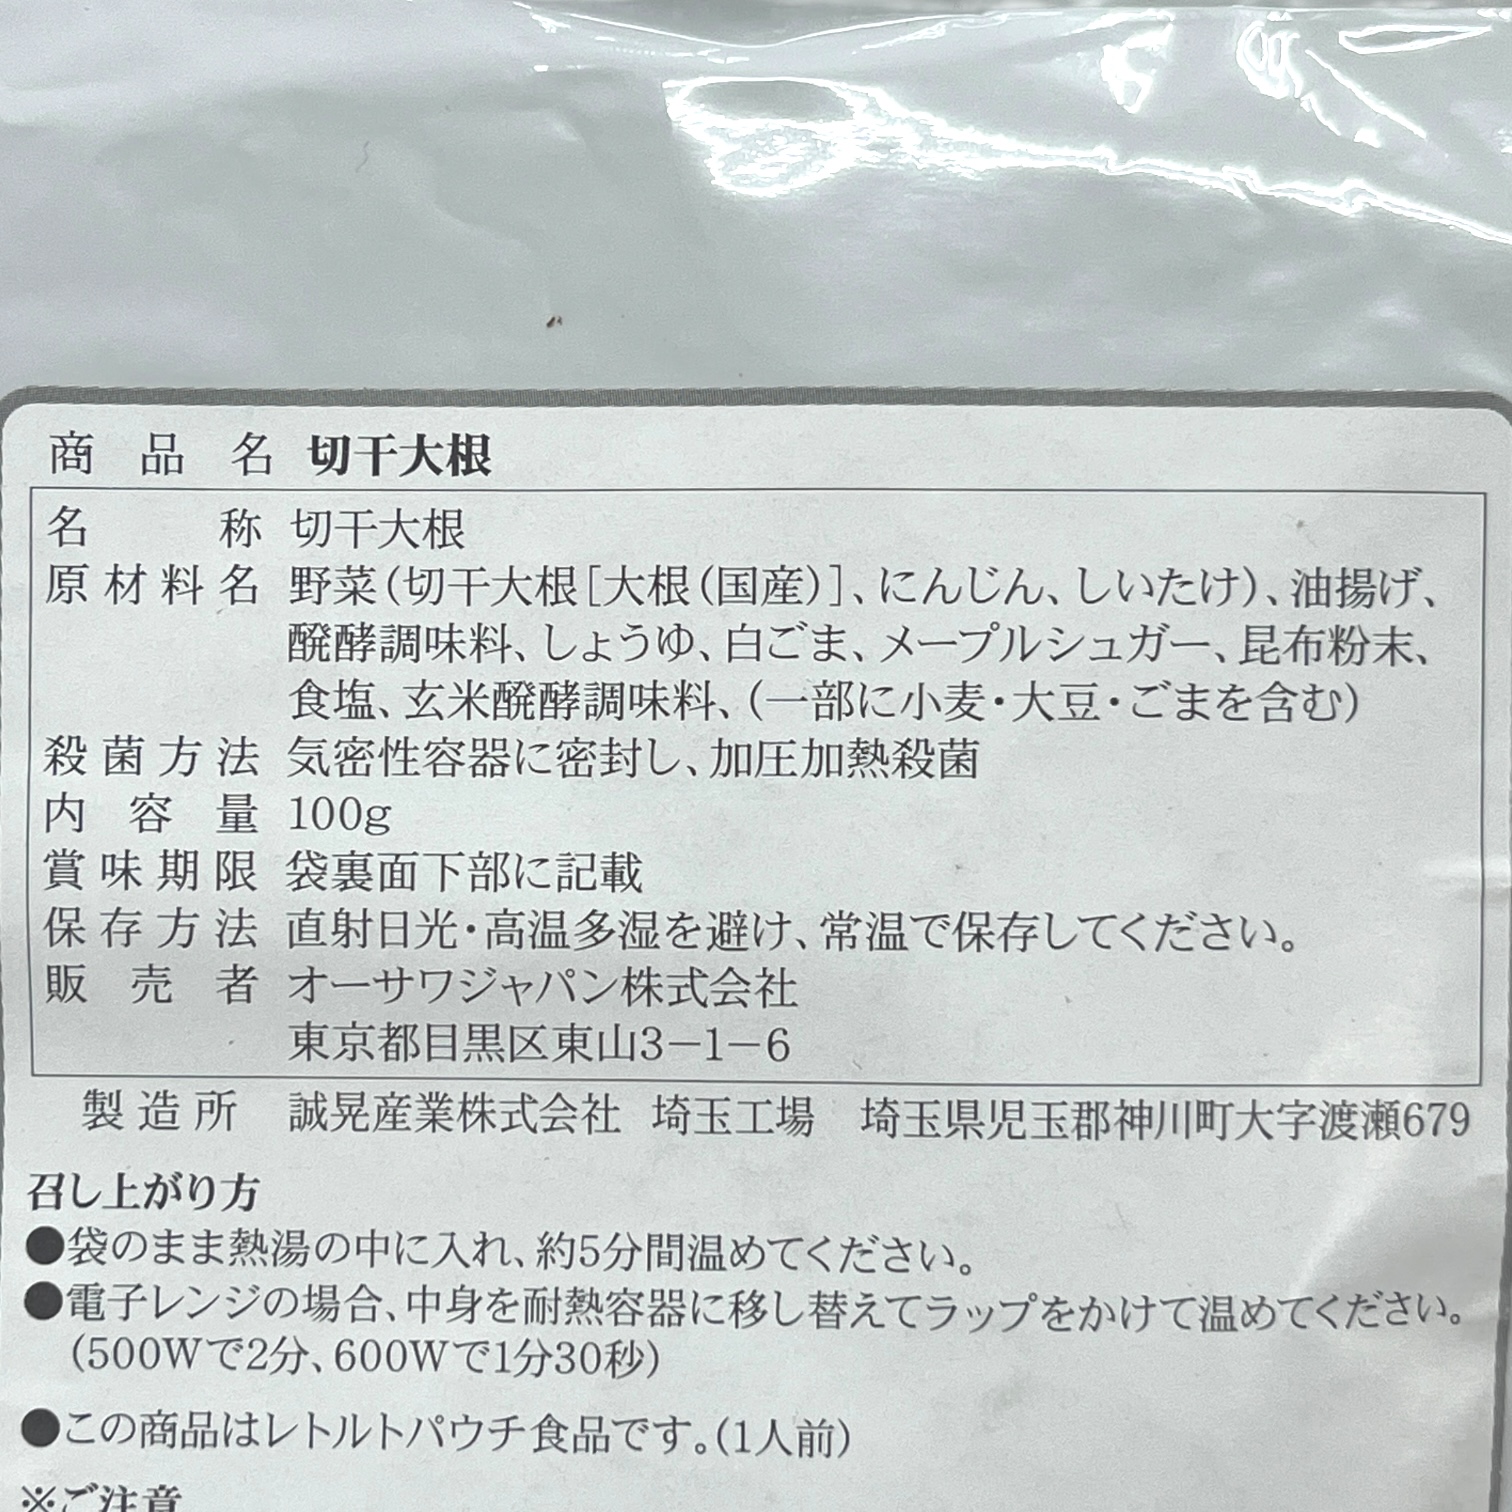 商品名 切干大根
名称 切干大根
原材料名 野菜(切干大根[大根(国産)]、にんじん、しいたけ)、油揚げ、
醗酵調味料、しょうゆ、白ごま、メープルシュガー、昆布粉末、
食塩、玄米醗酵調味料、(一部に小麦・大豆・ごまを含む)
殺菌方法 気密性容器に密封し、加圧加熱殺菌
内容量 100g
賞味期限 袋裏面下部に記載
保存方法 直射日光・高温多湿を避け、常温で保存してください。
販売者 オーサワジャパン株式会社
東京都目黒区東山3−1−6
製造所 誠晃産業株式会社 埼玉工場 埼玉県児玉郡神川町大字渡瀬679
召し上がり方
●袋のまま熱湯の中に入れ、約5分間温めてください。
●電子レンジの場合、中身を耐熱容器に移し替えてラップをかけて温めてください。
(500Wで2分、600Wで1分30秒)
●この商品はレトルトパウチ食品です。(1人前)
※ご注意